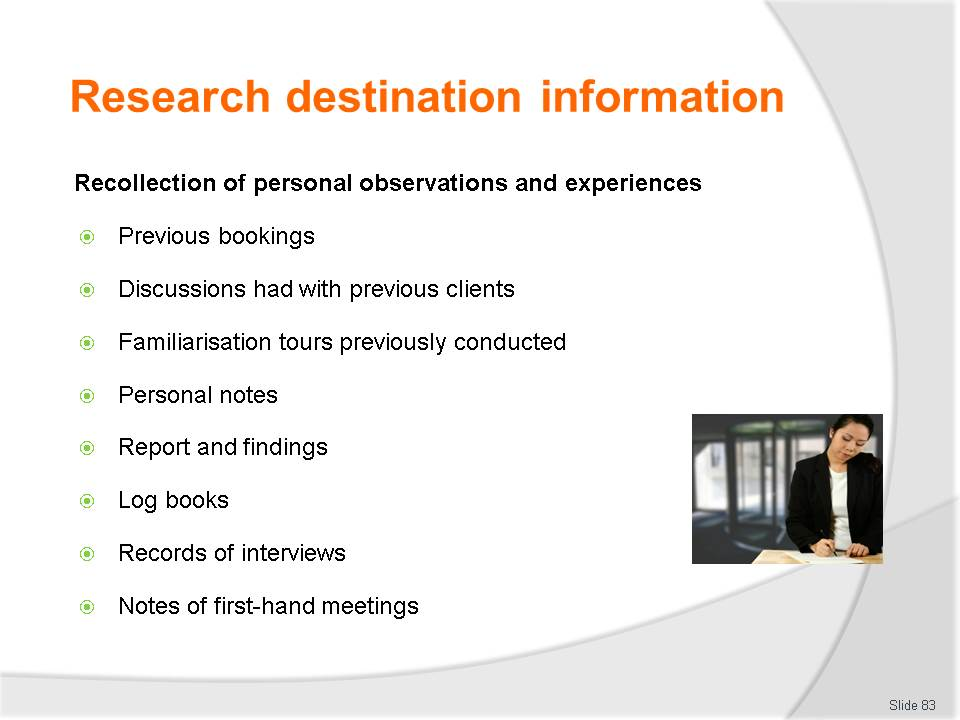 Research destination information
Recollection of personal observations and experiences
Previous bookings
Discussions had with previous clients
Familiarisation tours previously conducted
Personal notes
Report and findings
Log books
Records of interviews
Notes of first-hand meetings
Slide 83